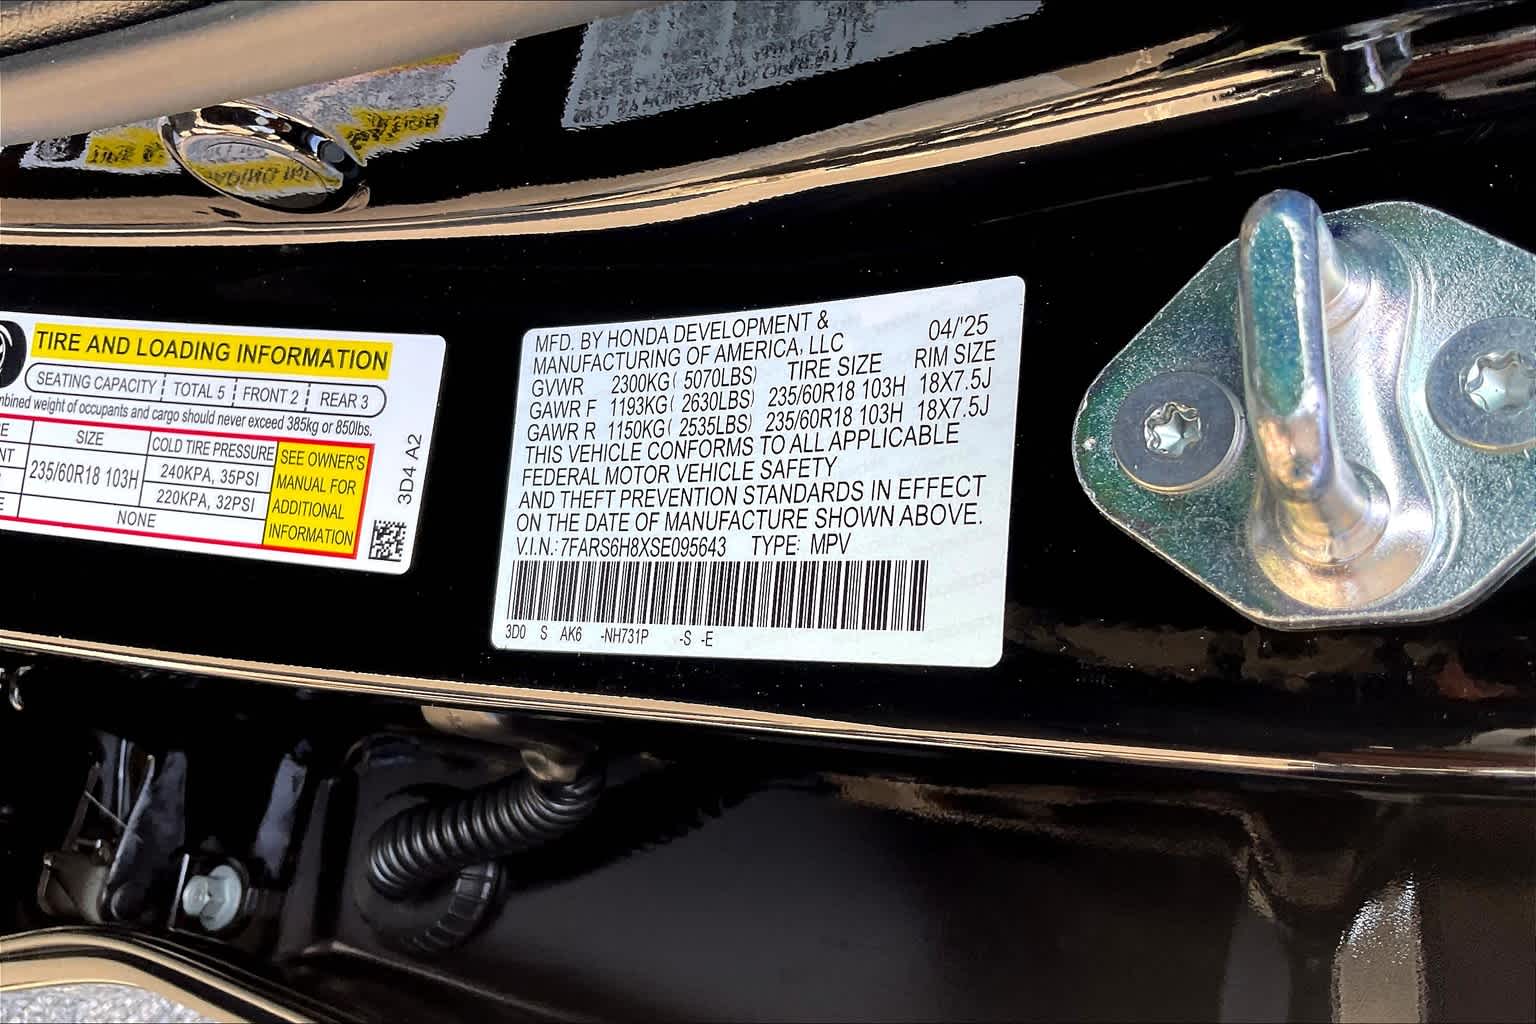 TIRE AND LOADING INFORMATION
SEATING CAPACITY TOTAL 5 FRONT 2 REAR 3
weight of occupants and cargo should never exceed 385kg or 850lbs.
SIZE COLD TIRE PRESSURE
235/60R18 103H 240KPA, 35PSI
220KPA, 32PSI
NONE
SEE OWNER'S
MANUAL FOR
ADDITIONAL
INFORMATION
3D4 A2
MFD. BY HONDA DEVELOPMENT & 04/'25
MANUFACTURING OF AMERICA, LLC
GVWR 2300KG( 5070LBS) TIRE SIZE RIM SIZE
GAWR F 1193KG( 2630LBS) 235/60R18 103H 18X7.5J
GAWR R 1150KG( 2535LBS) 235/60R18 103H 18X7.5J
THIS VEHICLE CONFORMS TO ALL APPLICABLE
FEDERAL MOTOR VEHICLE SAFETY
AND THEFT PREVENTION STANDARDS IN EFFECT
ON THE DATE OF MANUFACTURE SHOWN ABOVE.
V.I.N.: 7FARS6H8XSE095643 TYPE: MPV
3D0 S AK6 -NH731P -S -E